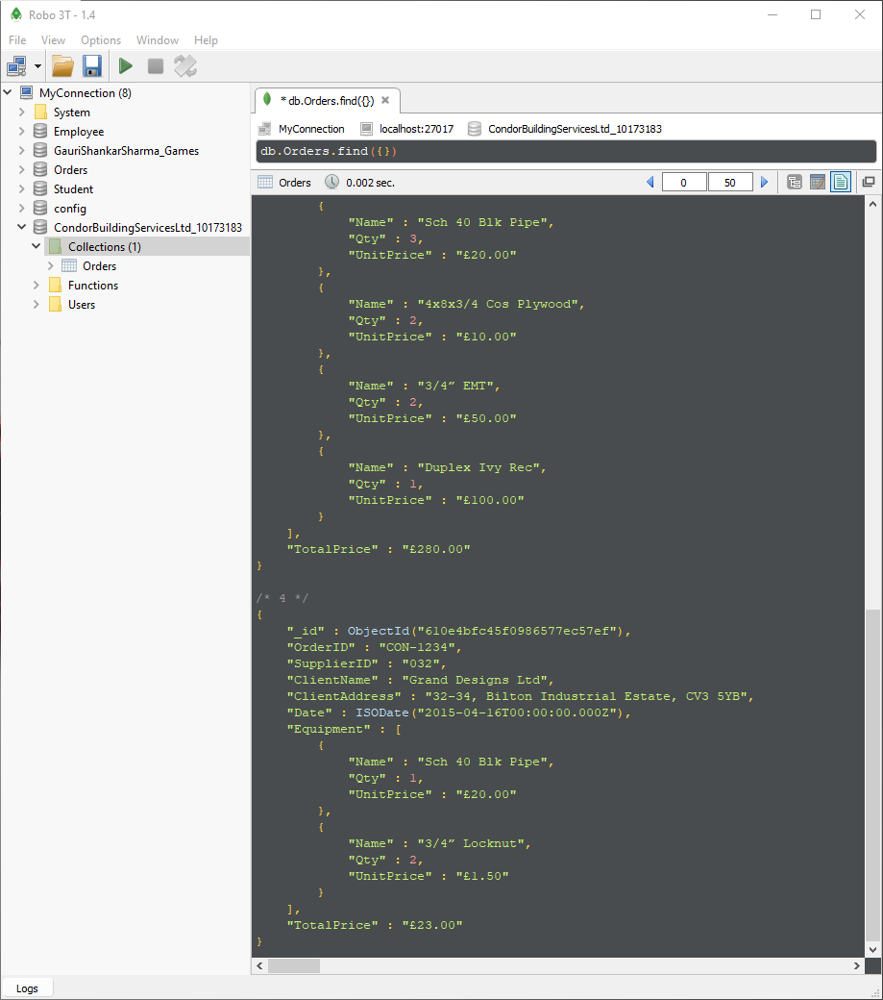 Robo 3T - 1.4
File View Options Window Help
MyConnection (8)
System
Employee
GauriShankarSharma_Games
Orders
Student
config
CondorBuildingServicesLtd_10173183
Collections (1)
Orders
Functions
Users
* db.Orders.find({})
MyConnection localhost:27017 CondorBuildingServicesLtd_10173183
db.Orders.find({})
Orders 0.002 sec. 0 50
{
"Name" : "Sch 40 Blk Pipe",
"Qty" : 3,
"UnitPrice" : "£20.00"
},
{
"Name" : "4x8x3/4 Cos Plywood",
"Qty" : 2,
"UnitPrice" : "£10.00"
},
{
"Name" : "3/4” EMT",
"Qty" : 2,
"UnitPrice" : "£50.00"
},
{
"Name" : "Duplex Ivy Rec",
"Qty" : 1,
"UnitPrice" : "£100.00"
}
],
"TotalPrice" : "£280.00"
}
/* 4 */
{
"_id" : ObjectId("610e4bfc45f0986577ec57ef"),
"OrderID" : "CON-1234",
"SupplierID" : "032",
"ClientName" : "Grand Designs Ltd",
"ClientAddress" : "32-34, Bilton Industrial Estate, CV3 5YB",
"Date" : ISODate("2015-04-16T00:00:00.000Z"),
"Equipment" : [
{
"Name" : "Sch 40 Blk Pipe",
"Qty" : 1,
"UnitPrice" : "£20.00"
},
{
"Name" : "3/4” Locknut",
"Qty" : 2,
"UnitPrice" : "£1.50"
}
],
"TotalPrice" : "£23.00"
}
Logs